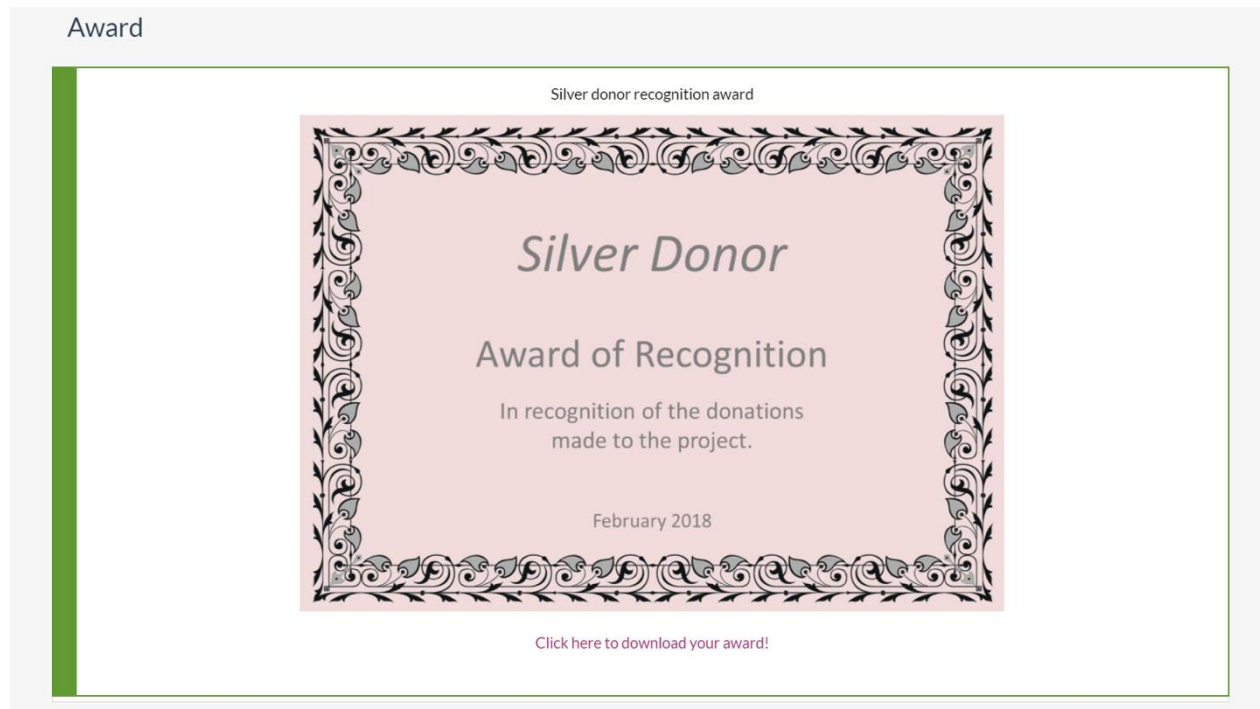 Award
Silver donor recognition award
Silver Donor
Award of Recognition
In recognition of the donations
made to the project.
February 2018
Click here to download your award!